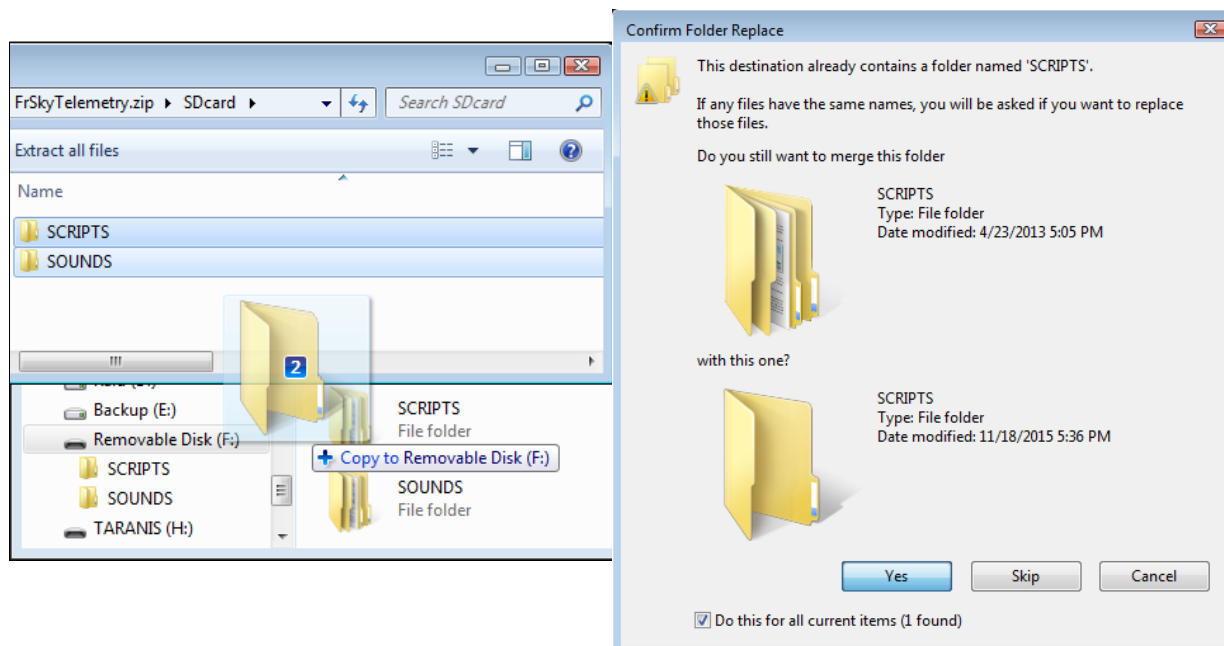 FrSkyTelemetry.zip SDcard
Search SDcard
Extract all files
Name
SCRIPTS
SOUNDS
2
Backup (E:)
Removable Disk (F:)
SCRIPTS
SOUNDS
TARANIS (H:)
SCRIPTS
File folder
Copy to Removable Disk (F:)
SOUNDS
File folder
Confirm Folder Replace
This destination already contains a folder named 'SCRIPTS'.
If any files have the same names, you will be asked if you want to replace
those files.
Do you still want to merge this folder
SCRIPTS
Type: File folder
Date modified: 4/23/2013 5:05 PM
with this one?
SCRIPTS
Type: File folder
Date modified: 11/18/2015 5:36 PM
Yes
Skip
Cancel
Do this for all current items (1 found)